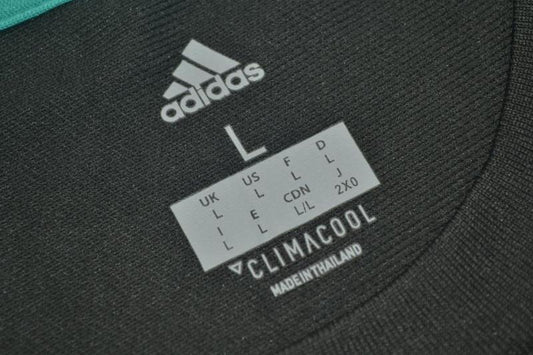 adidas
L
UK US F D
L L L L
I E CDN J
L L L/L 2XO
CLIMACOOL
MADE IN THAILAND